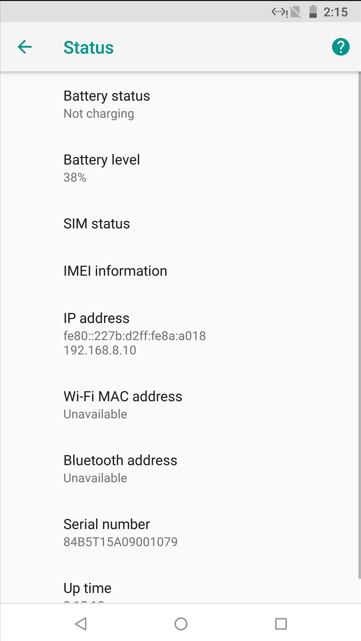 2:15
Status
Battery status
Not charging
Battery level
38%
SIM status
IMEI information
IP address
fe80::227b:d2ff:fe8a:a018
192.168.8.10
Wi-Fi MAC address
Unavailable
Bluetooth address
Unavailable
Serial number
84B5T15A09001079
Up time